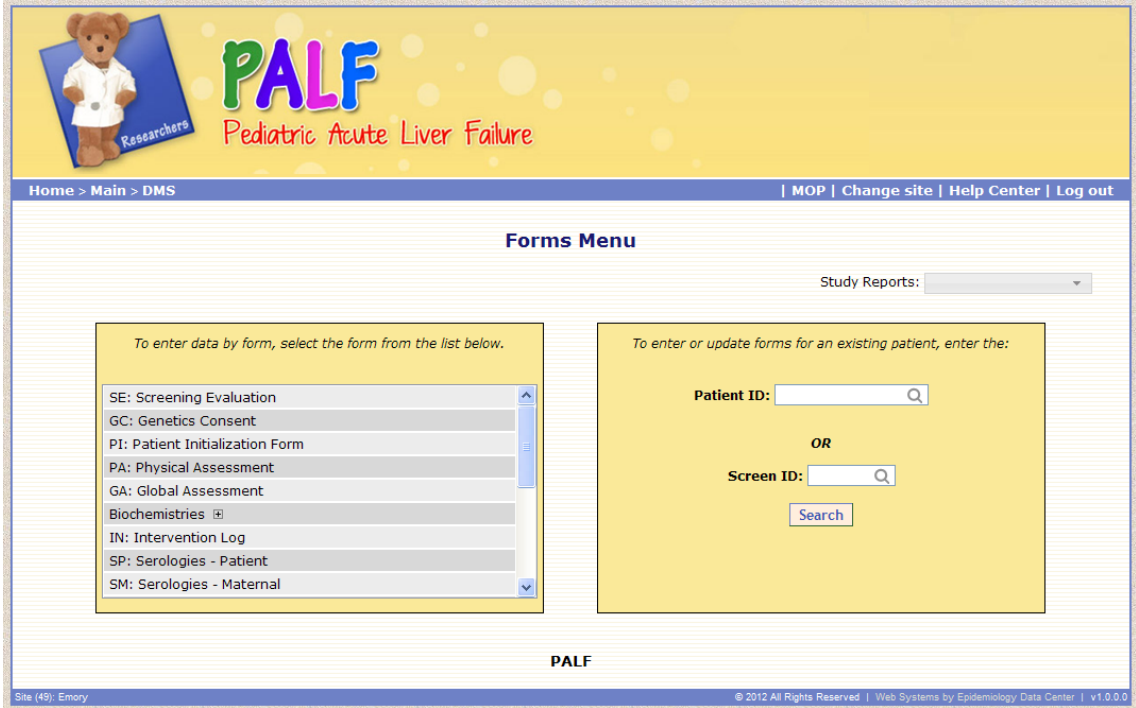 Researchers
PALF
Pediatric Acute Liver Failure
Home > Main > DMS
| MOP | Change site | Help Center | Log out
Forms Menu
Study Reports:
To enter data by form, select the form from the list below.
SE: Screening Evaluation
GC: Genetics Consent
PI: Patient Initialization Form
PA: Physical Assessment
GA: Global Assessment
Biochemistries
IN: Intervention Log
SP: Serologies - Patient
SM: Serologies - Maternal
To enter or update forms for an existing patient, enter the:
Patient ID:
OR
Screen ID:
Search
PALF
Site (49): Emory
© 2012 All Rights Reserved | Web Systems by Epidemiology Data Center | v1.0.0.0